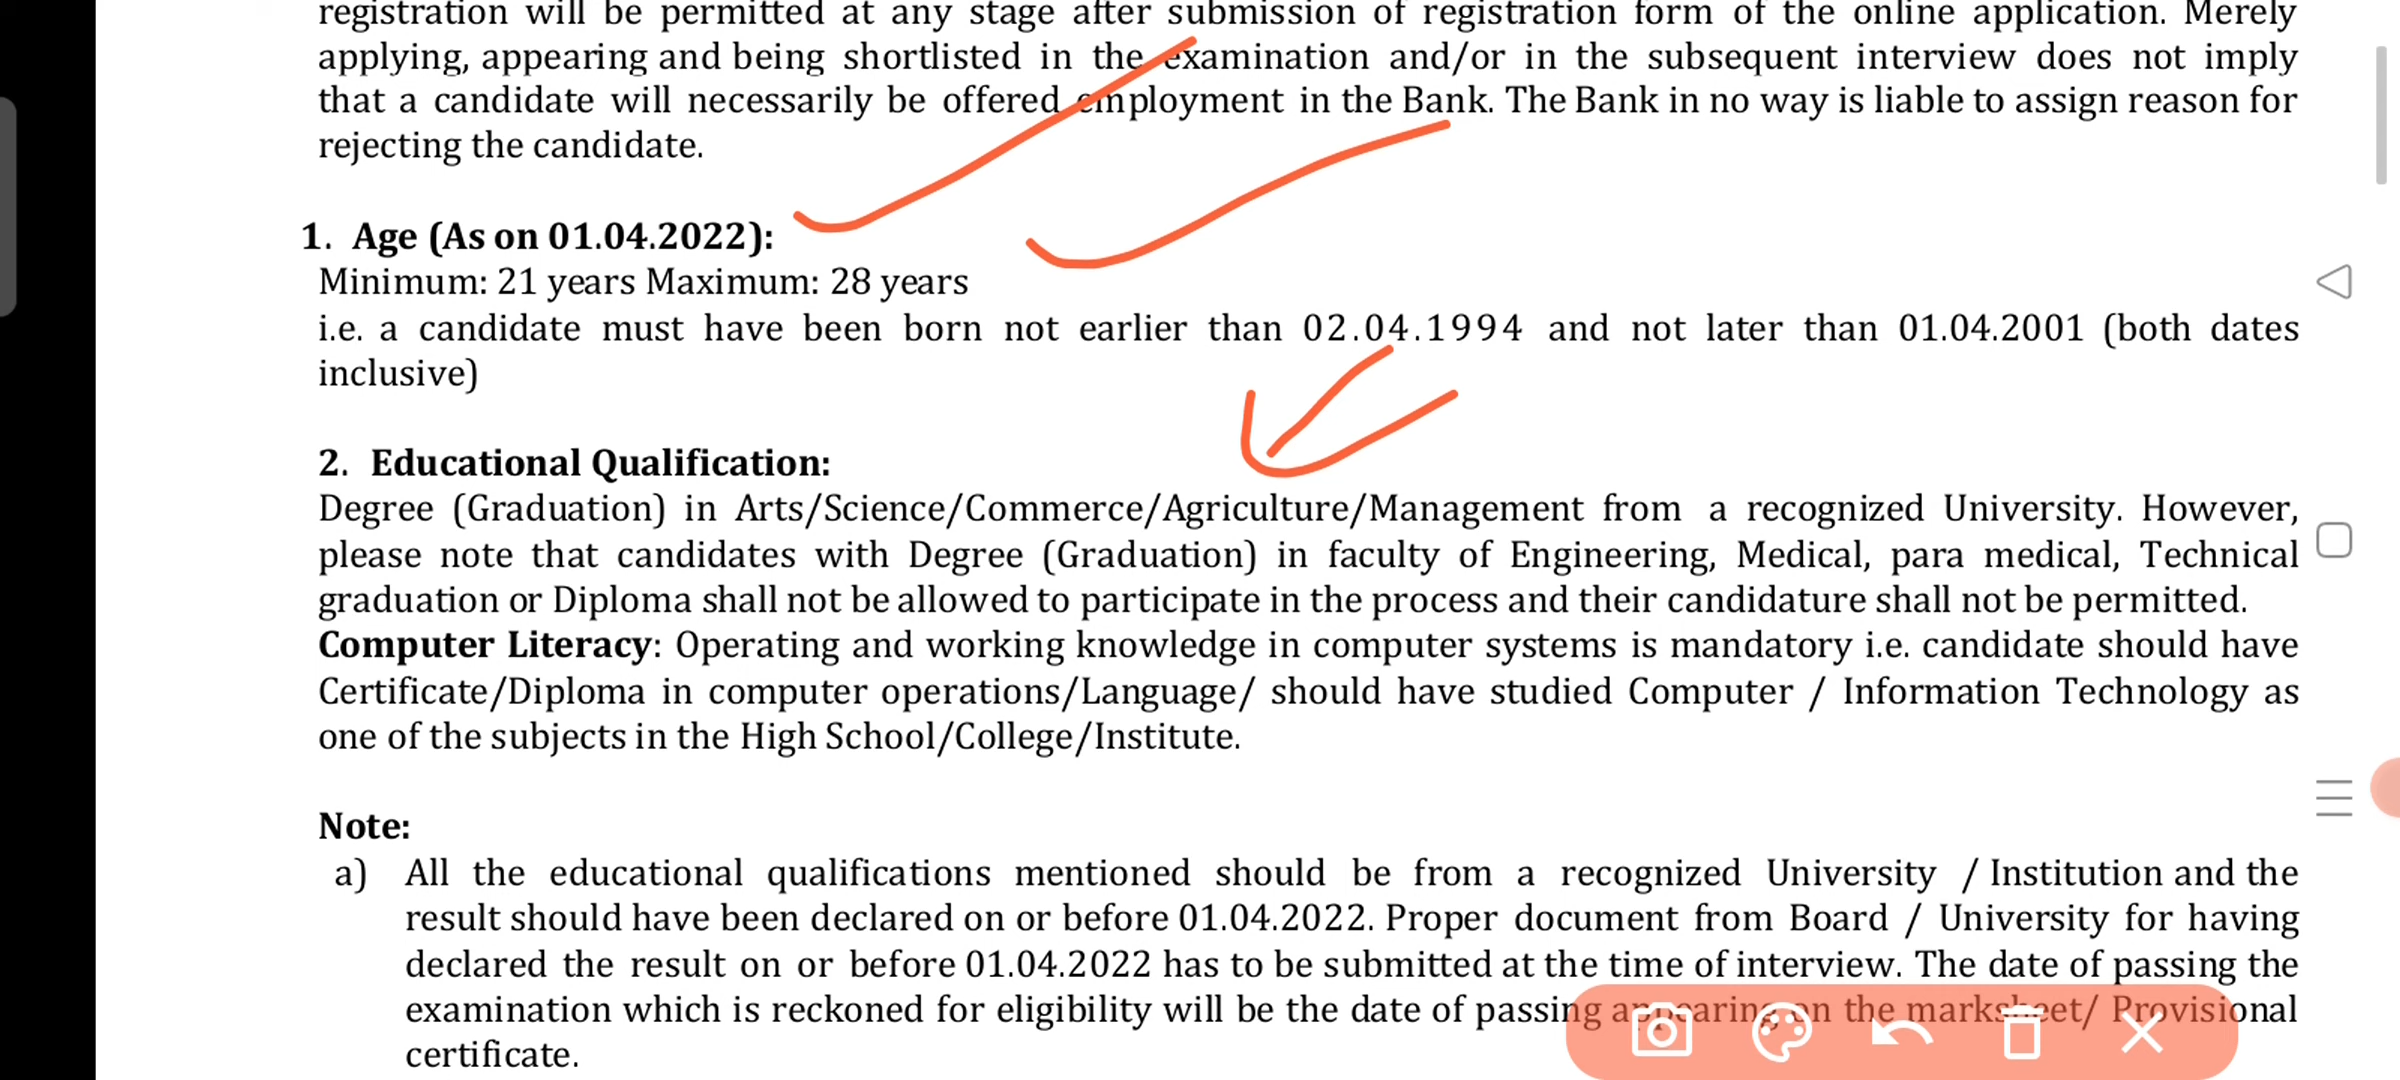 registration will be permitted at any stage after submission of registration form of the online application. Merely
applying, appearing and being shortlisted in the examination and/or in the subsequent interview does not imply
that a candidate will necessarily be offered employment in the Bank. The Bank in no way is liable to assign reason for
rejecting the candidate.
1. Age (As on 01.04.2022):
Minimum: 21 years Maximum: 28 years
i.e. a candidate must have been born not earlier than 02.04.1994 and not later than 01.04.2001 (both dates
inclusive)
2. Educational Qualification:
Degree (Graduation) in Arts/Science/Commerce/Agriculture/Management from a recognized University. However,
please note that candidates with Degree (Graduation) in faculty of Engineering, Medical, para medical, Technical
graduation or Diploma shall not be allowed to participate in the process and their candidature shall not be permitted.
Computer Literacy: Operating and working knowledge in computer systems is mandatory i.e. candidate should have
Certificate/Diploma in computer operations/Language/ should have studied Computer / Information Technology as
one of the subjects in the High School/College/Institute.
Note:
a) All the educational qualifications mentioned should be from a recognized University / Institution and the
result should have been declared on or before 01.04.2022. Proper document from Board / University for having
declared the result on or before 01.04.2022 has to be submitted at the time of interview. The date of passing the
examination which is reckoned for eligibility will be the date of passing appearing on the marksheet/ Provisional
certificate.